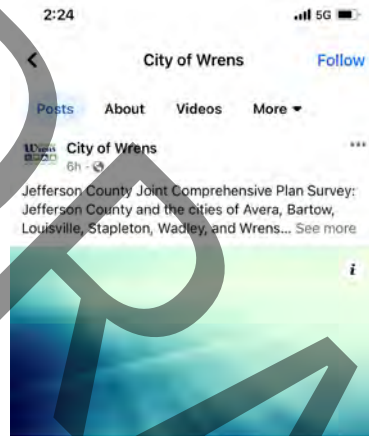 2:24
5G
City of Wrens
Follow
Posts
About
Videos
More
Wrens
City of Wrens
6h
Jefferson County Joint Comprehensive Plan Survey:
Jefferson County and the cities of Avera, Bartow,
Louisville, Stapleton, Wadley, and Wrens... See more
i